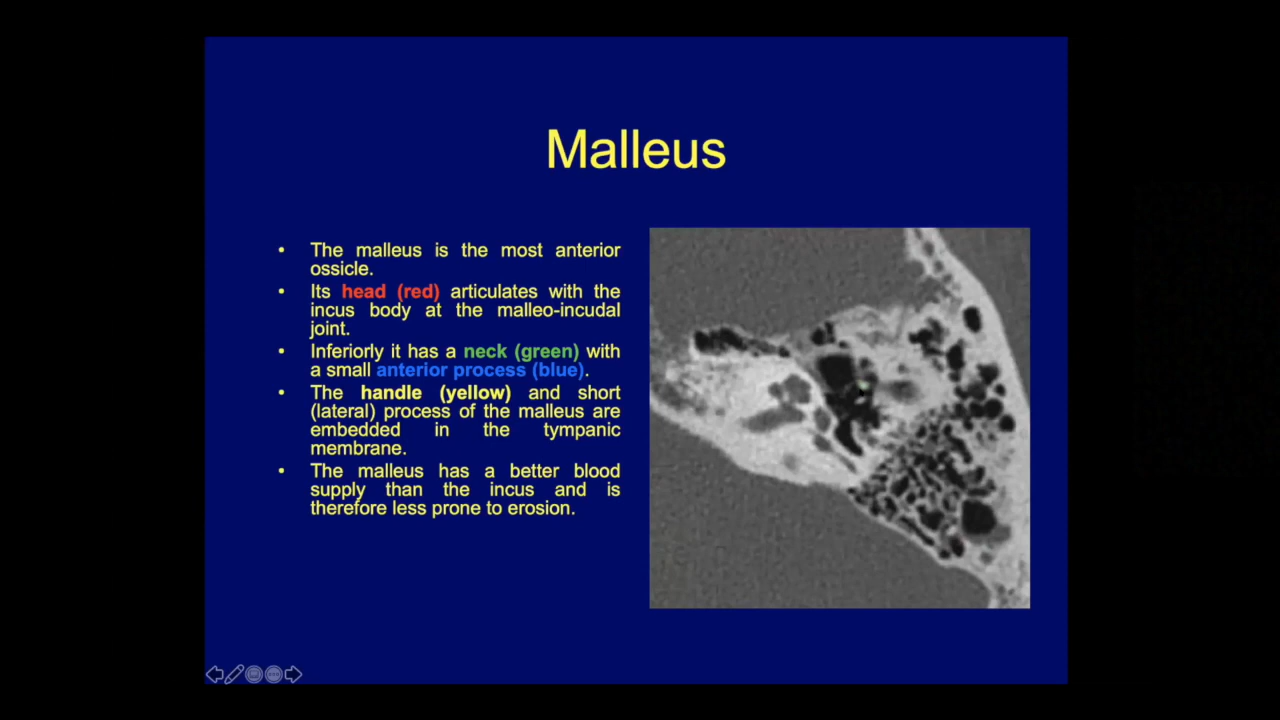 Malleus
• The malleus is the most anterior
ossicle.
• Its head (red) articulates with the
incus body at the malleo-incudal
joint.
• Inferiorly it has a neck (green) with
a small anterior process (blue).
• The handle (yellow) and short
(lateral) process of the malleus are
embedded in the tympanic
membrane.
• The malleus has a better blood
supply than the incus and is
therefore less prone to erosion.